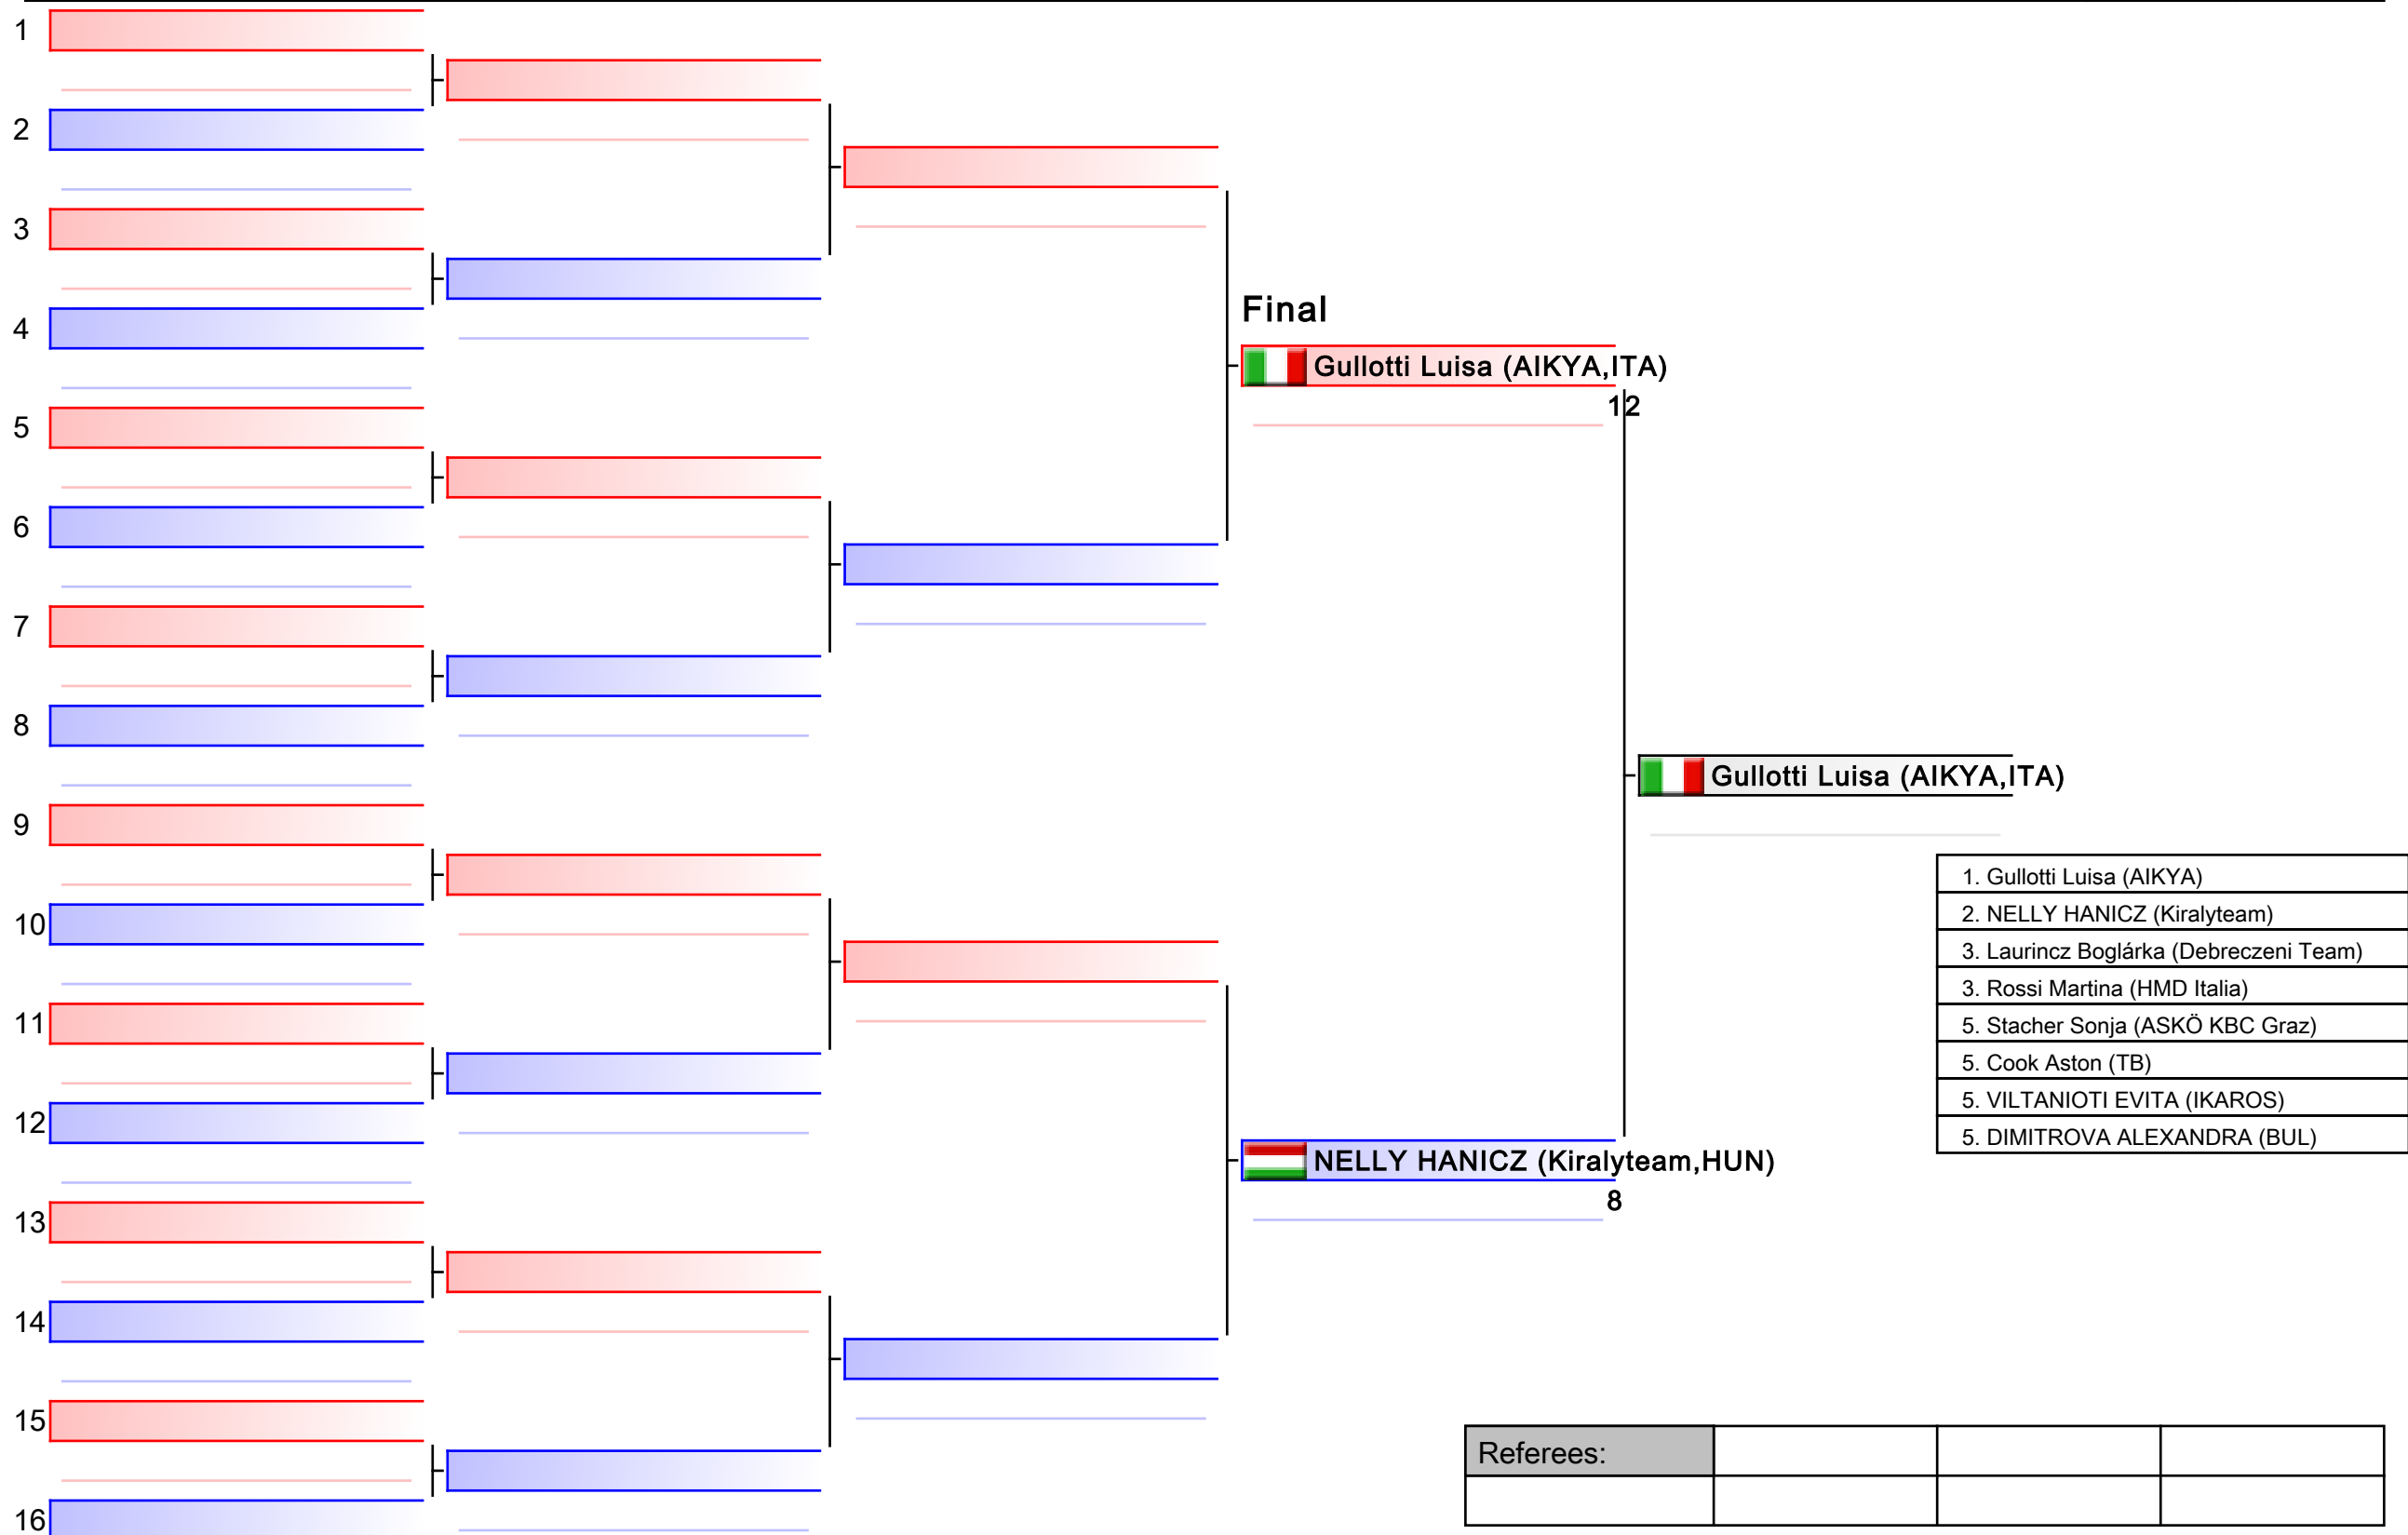 1
2
3
4
5
6
7
8
9
10
11
12
13
14
15
16
Final
Gullotti Luisa (AIKYA,ITA)
12
Gullotti Luisa (AIKYA,ITA)
NELLY HANICZ (Kiralyteam,HUN)
8
1. Gullotti Luisa (AIKYA)
2. NELLY HANICZ (Kiralyteam)
3. Laurincz Boglárka (Debreczeni Team)
3. Rossi Martina (HMD Italia)
5. Stacher Sonja (ASKÖ KBC Graz)
5. Cook Aston (TB)
5. VILTANIOTI EVITA (IKAROS)
5. DIMITROVA ALEXANDRA (BUL)
Referees: